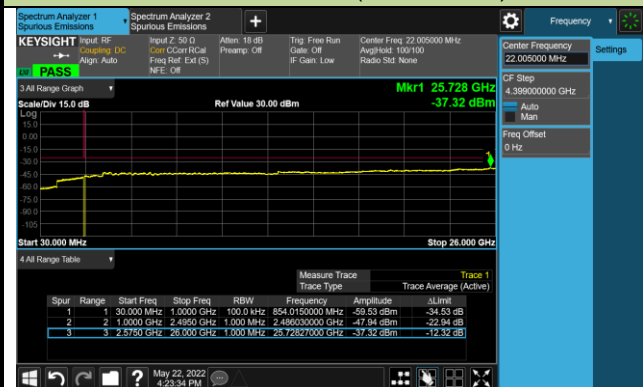 Spectrum Analyzer 1
Spurious Emissions
Spectrum Analyzer 2
Spurious Emissions
+
Frequency
KEYSIGHT
Input: RF
Coupling: DC
Align: Auto
Input Z: 50 Ω
Corr CCorr RCal
Freq Ref: Ext (S)
NFE: Off
Atten: 18 dB
Preamp: Off
Trig: Free Run
Gate: Off
IF Gain: Low
Center Freq: 22.005000 MHz
Avg|Hold: 100/100
Radio Std: None
PASS
Center Frequency
22.005000 MHz
Settings
CF Step
4.399000000 GHz
Auto
Man
Freq Offset
0 Hz
3 All Range Graph
Mkr1 25.728 GHz
Scale/Div 15.0 dB
Ref Value 30.00 dBm
-37.32 dBm
Log
15.0
0.00
-15.0
-30.0
-45.0
-60.0
-75.0
-90.0
-105
1
Start 30.000 MHz
Stop 26.000 GHz
4 All Range Table
Measure Trace Trace 1
Trace Type Trace Average (Active)
Spur Range Start Freq Stop Freq RBW Frequency Amplitude ΔLimit
1 1 30.000 MHz 1.0000 GHz 100.0 kHz 854.0150000 MHz -59.53 dBm -34.53 dB
2 2 1.0000 GHz 2.4950 GHz 1.000 MHz 2.486030000 GHz -47.94 dBm -22.94 dB
3 3 2.5750 GHz 26.000 GHz 1.000 MHz 25.72827000 GHz -37.32 dBm -12.32 dB
May 22, 2022
4:23:34 PM